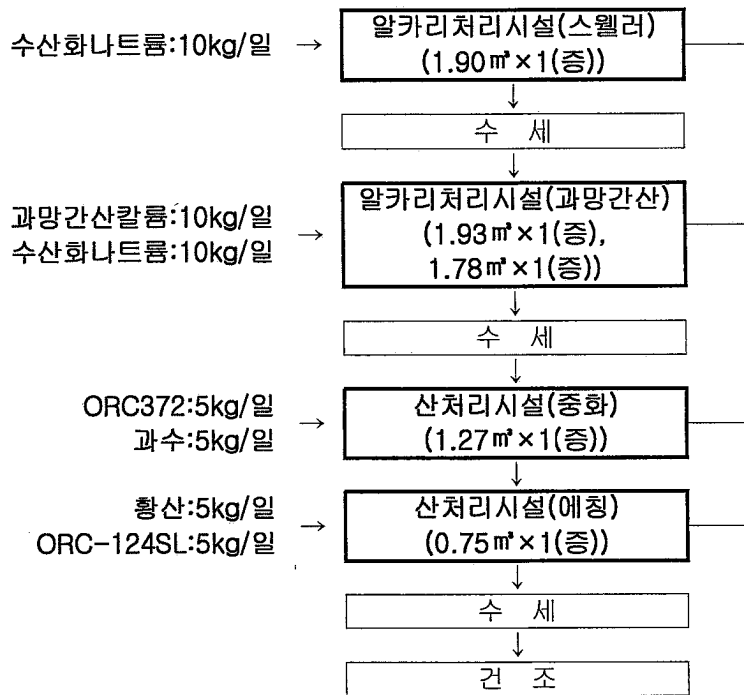 수산화나트륨:10kg/일 →
알카리처리시설(스웰러)
(1.90㎥×1(증))
↓
수 세
↓
과망간산칼륨:10kg/일
수산화나트륨:10kg/일 →
알카리처리시설(과망간산)
(1.93㎥×1(증),
1.78㎥×1(증))
↓
수 세
↓
ORC372:5kg/일
과수:5kg/일 →
산처리시설(중화)
(1.27㎥×1(증))
↓
황산:5kg/일
ORC-124SL:5kg/일 →
산처리시설(에칭)
(0.75㎥×1(증))
↓
수 세
↓
건 조